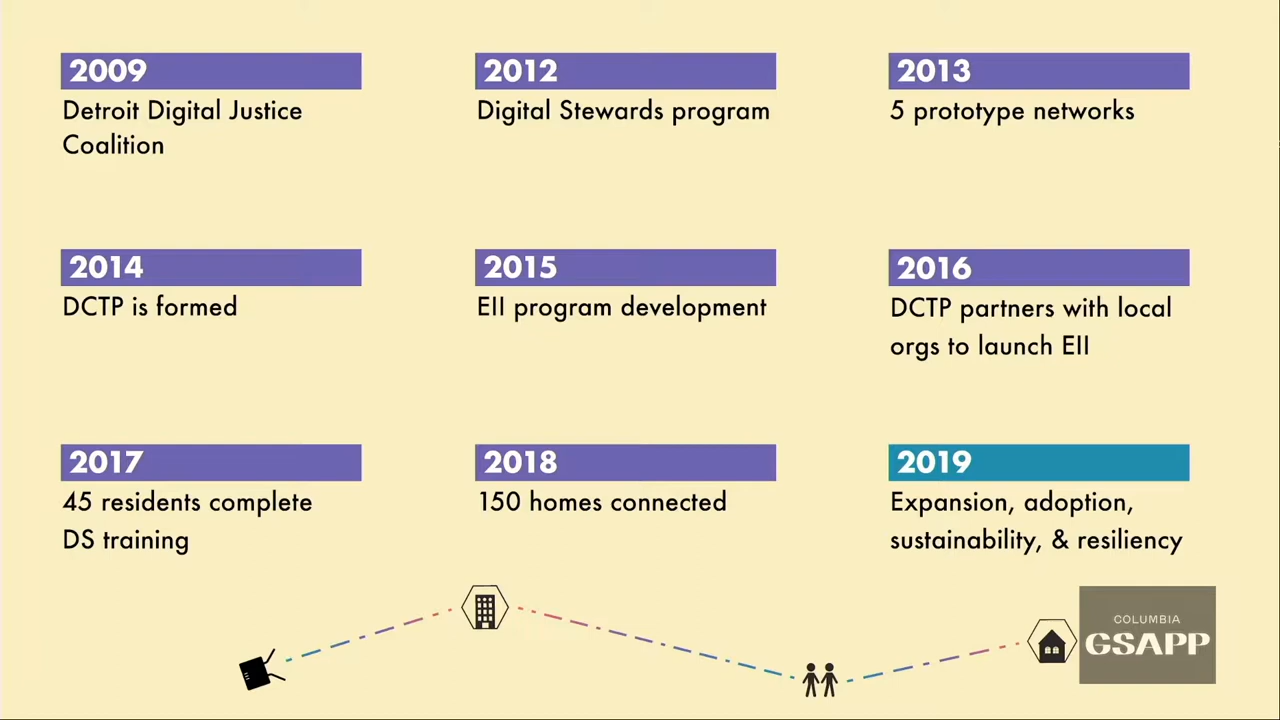 2009
Detroit Digital Justice
Coalition
2012
Digital Stewards program
2013
5 prototype networks
2014
DCTP is formed
2015
EII program development
2016
DCTP partners with local
orgs to launch EII
2017
45 residents complete
DS training
2018
150 homes connected
2019
Expansion, adoption,
sustainability, & resiliency
COLUMBIA
GSAPP